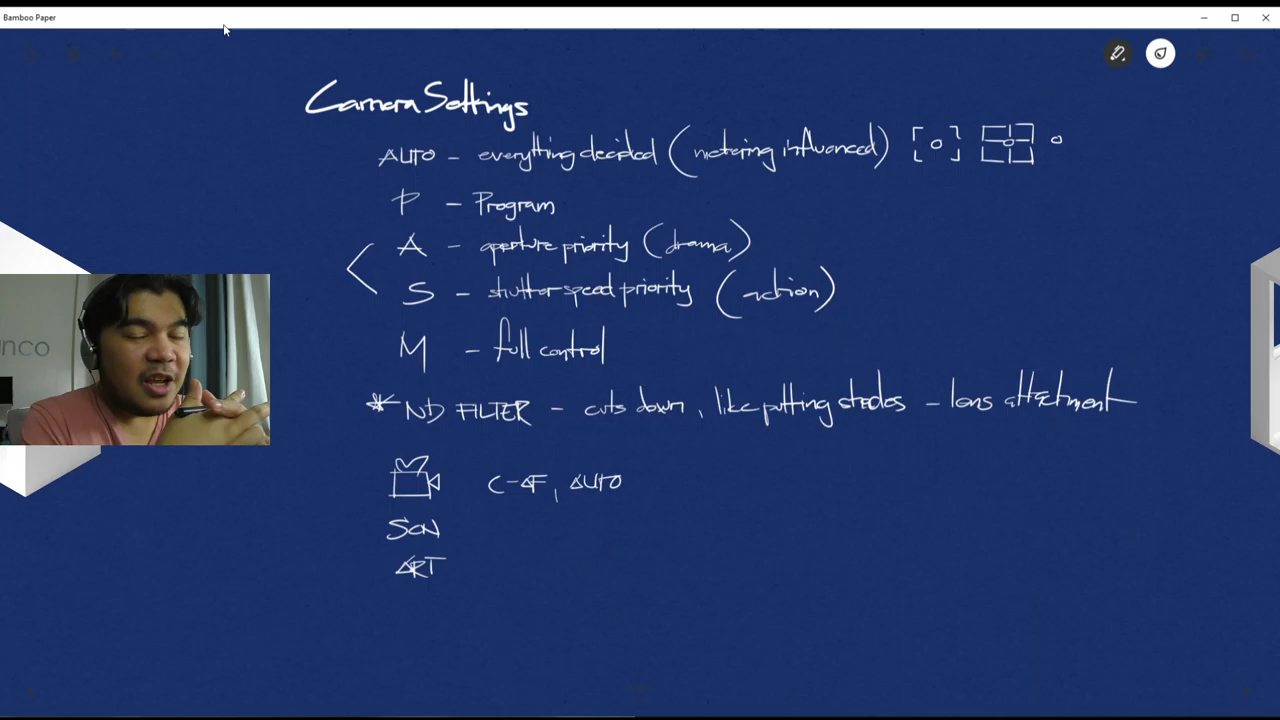 Bamboo Paper
Camera Settings
AUTO - everything decided (metering influenced)
P - Program
A - aperture priority (drama)
S - shutter speed priority (action)
M - full control
* ND FILTER - cuts down, like putting shades - lens attachment
C-AF, AUTO
SCN
ART
nco